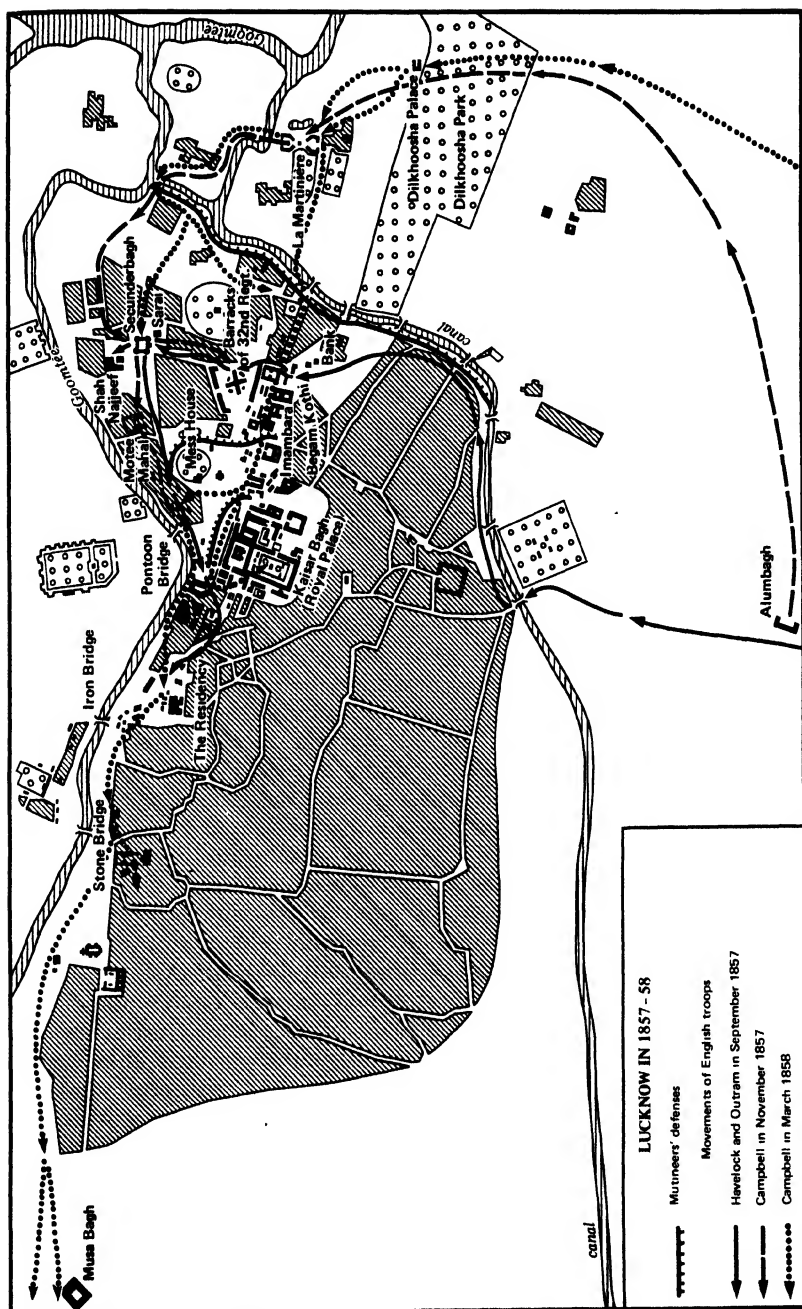 Goomtee
Goomtee
Dilkhoosha Palace
Dilkhoosha Park
La Martinière
canal
Secunderbagh
Sarai
Shah
Najjeef
Barracks
of 32nd Regt.
Bank
Motee
Mahal
Mess House
Imambara
Begam Kothi
Kaisar Bagh
(Royal Palace)
Pontoon
Bridge
Iron Bridge
The Residency
Stone Bridge
Alumbagh
Musa Bagh
canal
LUCKNOW IN 1857 - 58
Mutineers' defenses
Movements of English troops
Havelock and Outram in September 1857
Campbell in November 1857
Campbell in March 1858